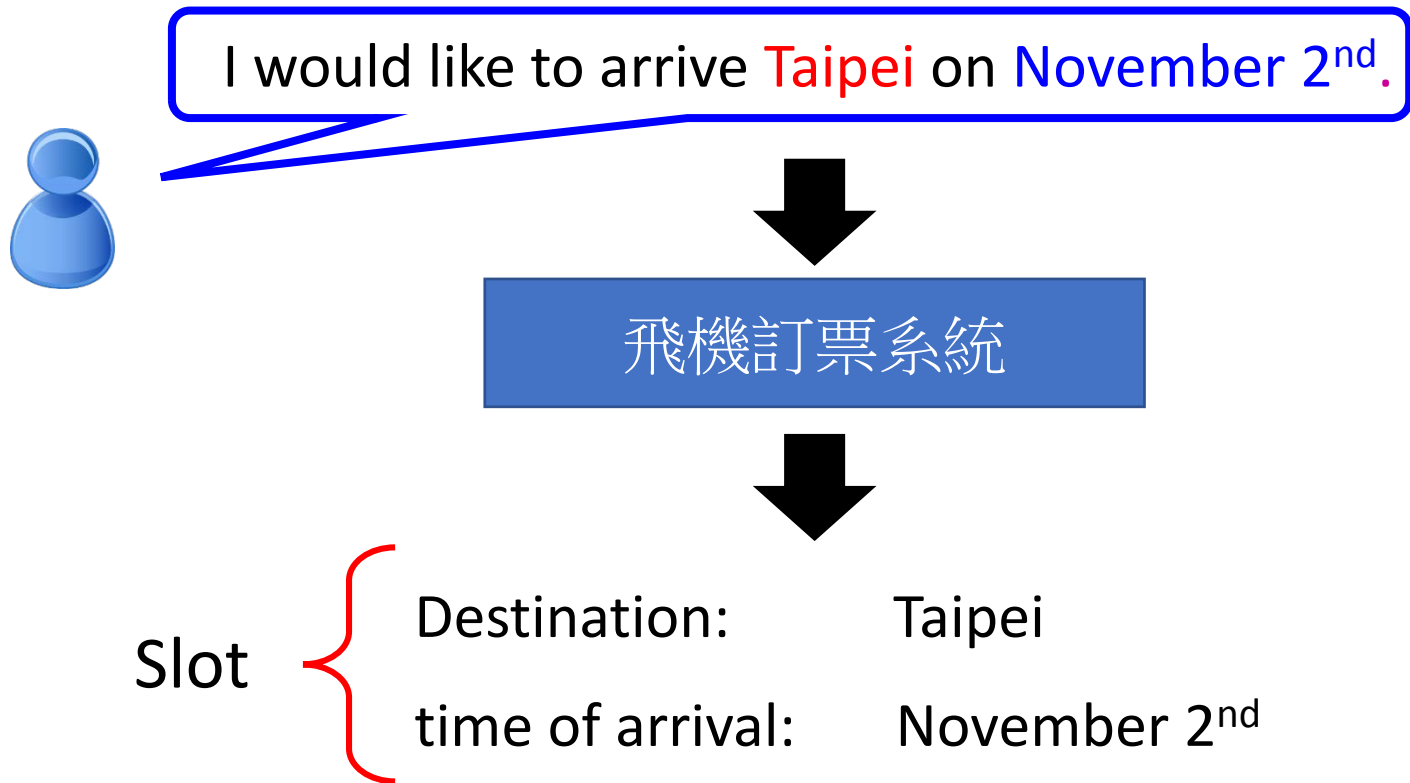 I would like to arrive Taipei on November 2nd.
飛機訂票系統
Slot
Destination: Taipei
time of arrival: November 2nd